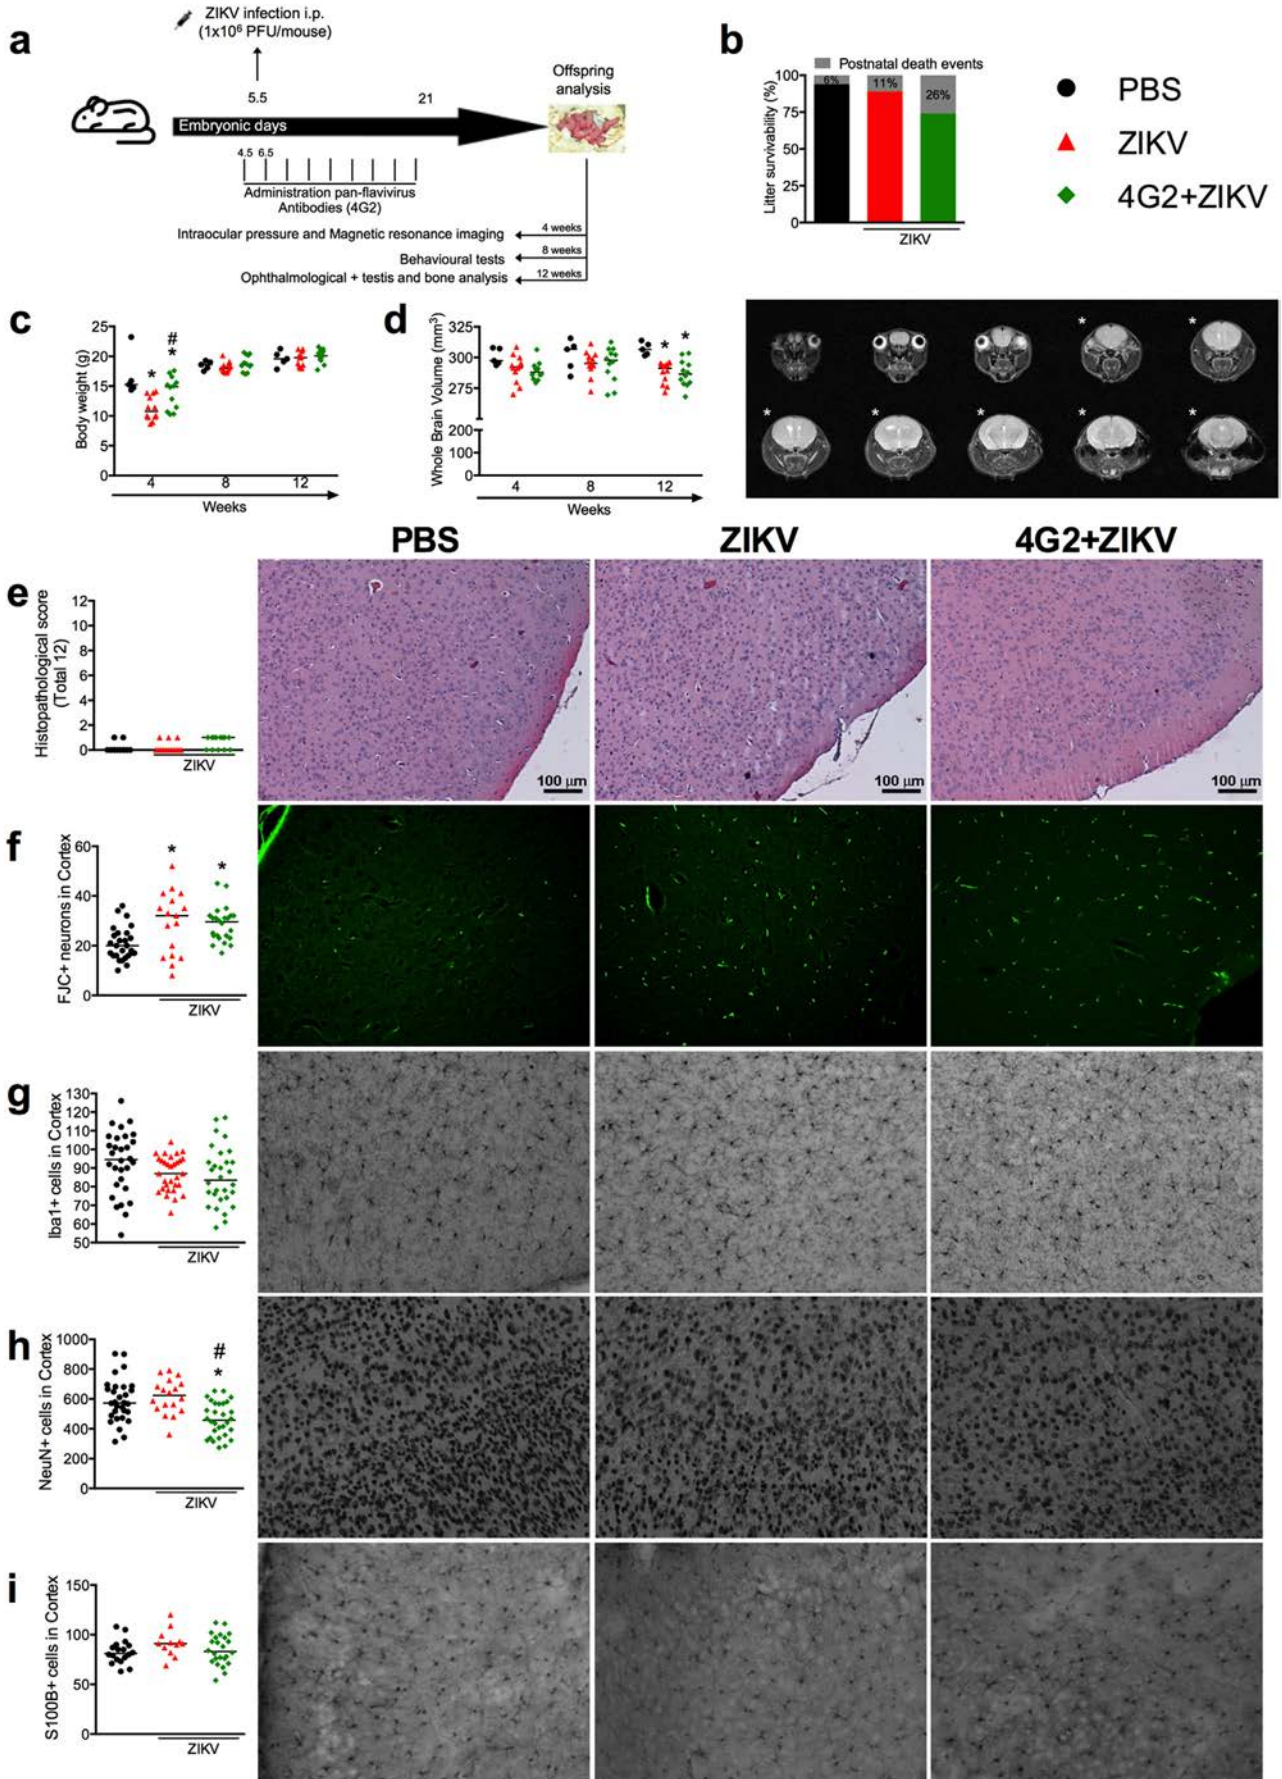 a
ZIKV infection i.p.
(1x10⁶ PFU/mouse)
5.5
21
Embryonic days
4.5 6.5
Administration pan-flavivirus
Antibodies (4G2)
Offspring
analysis
4 weeks
Intraocular pressure and Magnetic resonance imaging
8 weeks
Behavioural tests
12 weeks
Ophthalmological + testis and bone analysis
b
Postnatal death events
Litter survivability (%)
100
75
50
25
0
6%
11%
26%
ZIKV
PBS
ZIKV
4G2+ZIKV
c
Body weight (g)
25
20
15
10
5
0
*
#
*
4 8 12
Weeks
d
Whole Brain Volume (mm³)
325
300
275
200
100
0
* *
4 8 12
Weeks
* *
* * * * *
PBS ZIKV 4G2+ZIKV
e
Histopathological score
(Total 12)
12
10
8
6
4
2
0
ZIKV
100 µm 100 µm 100 µm
f
FJC+ neurons in Cortex
60
40
20
0
* *
ZIKV
g
Iba1+ cells in Cortex
130
120
110
100
90
80
70
60
50
ZIKV
h
NeuN+ cells in Cortex
1000
800
600
400
200
0
#
*
ZIKV
i
S100B+ cells in Cortex
150
100
50
0
ZIKV